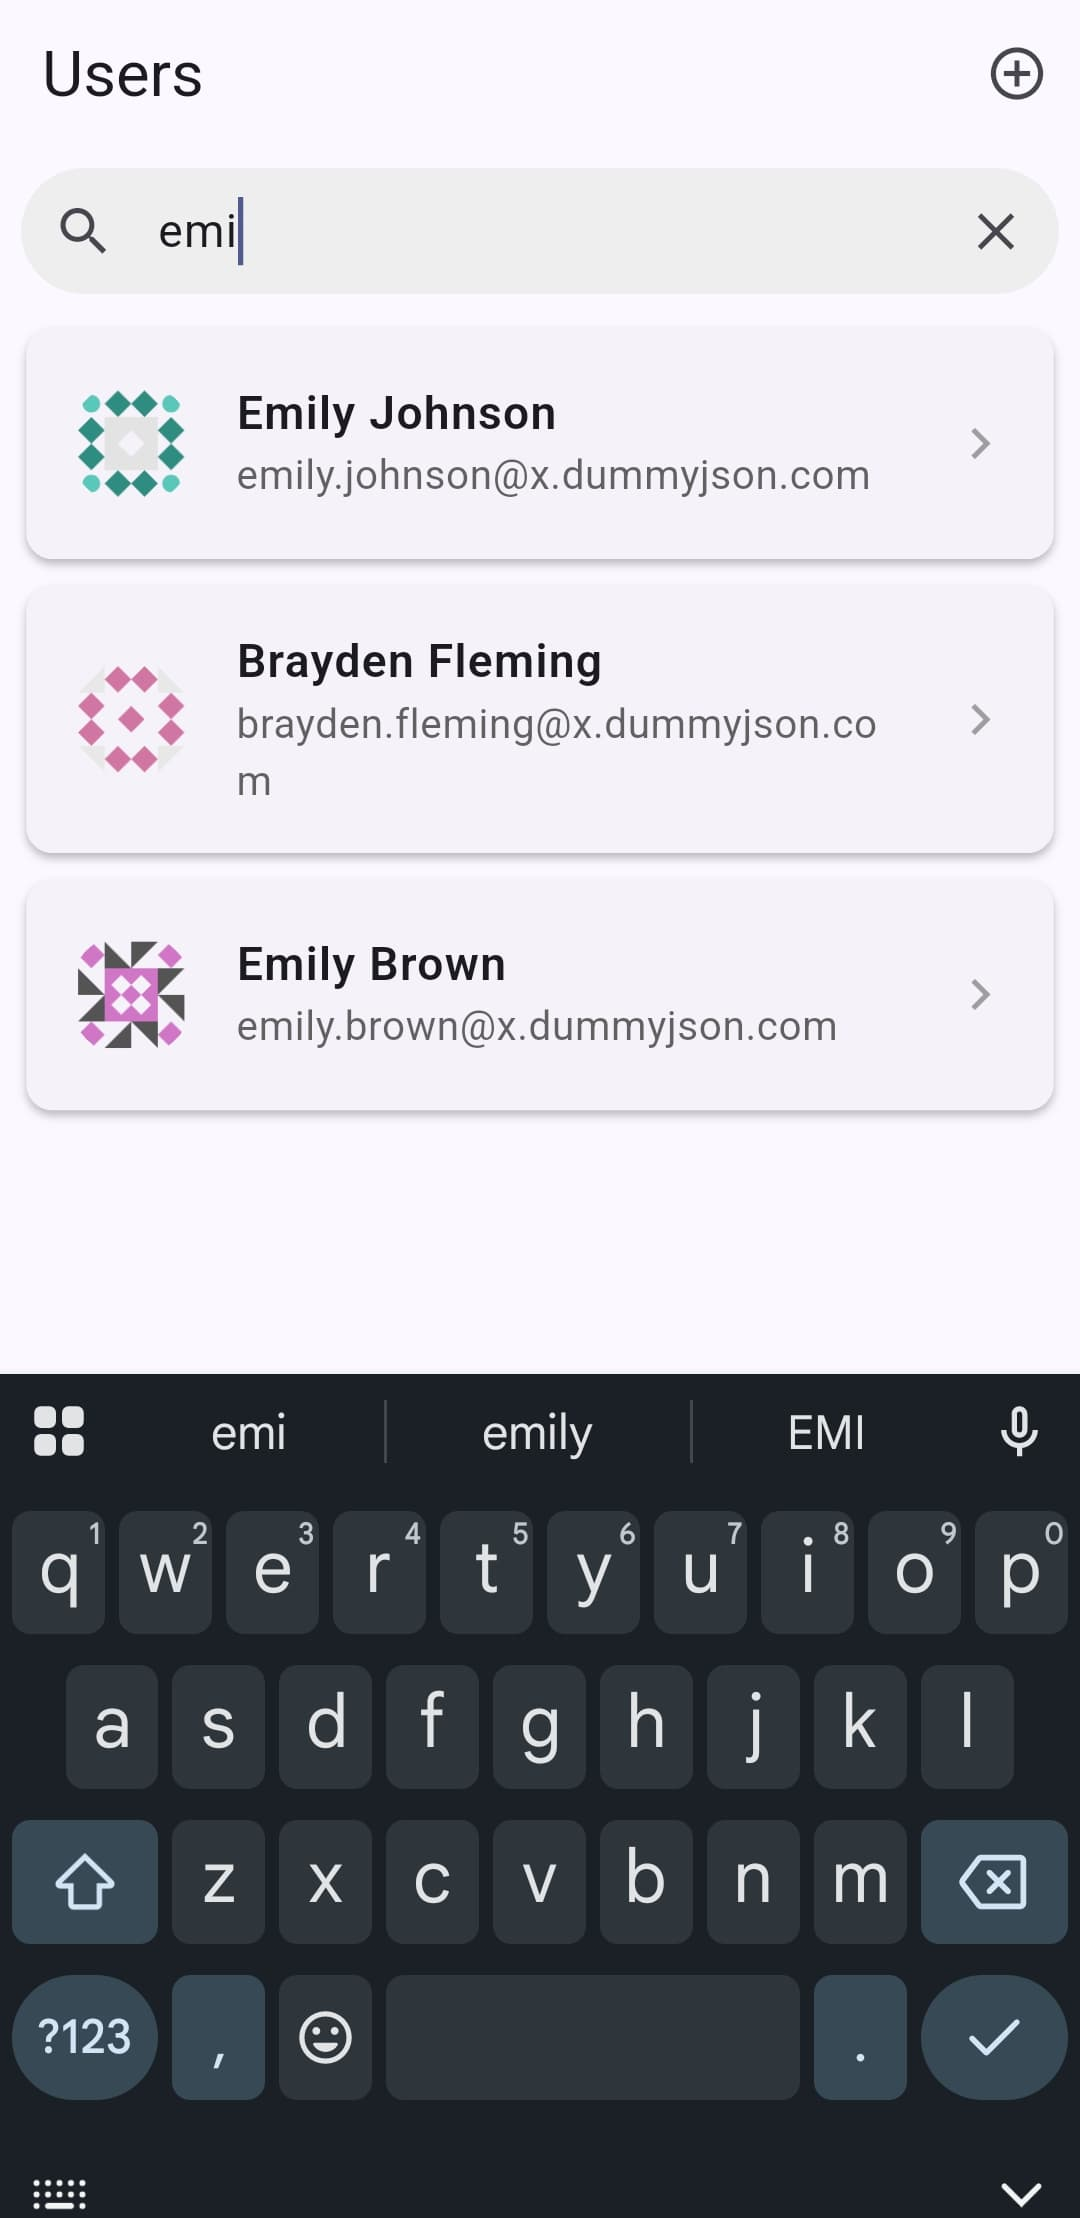 Users
emi
Emily Johnson
emily.johnson@x.dummyjson.com
Brayden Fleming
brayden.fleming@x.dummyjson.co
m
Emily Brown
emily.brown@x.dummyjson.com
emi emily EMI
1 2 3 4 5 6 7 8 9 0
q w e r t y u i o p
a s d f g h j k l
z x c v b n m
?123 , .